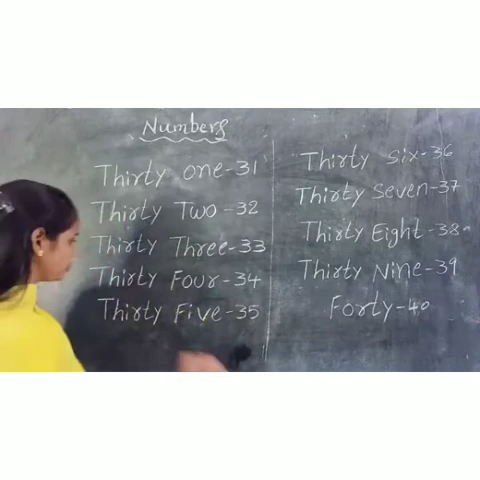 Numbers
Thirty one-31
Thirty Two-32
Thirty Three-33
Thirty Four-34
Thirty Five-35
Thirty six-36
Thirty Seven-37
Thirty Eight-38
Thirty Nine-39
Forty-40